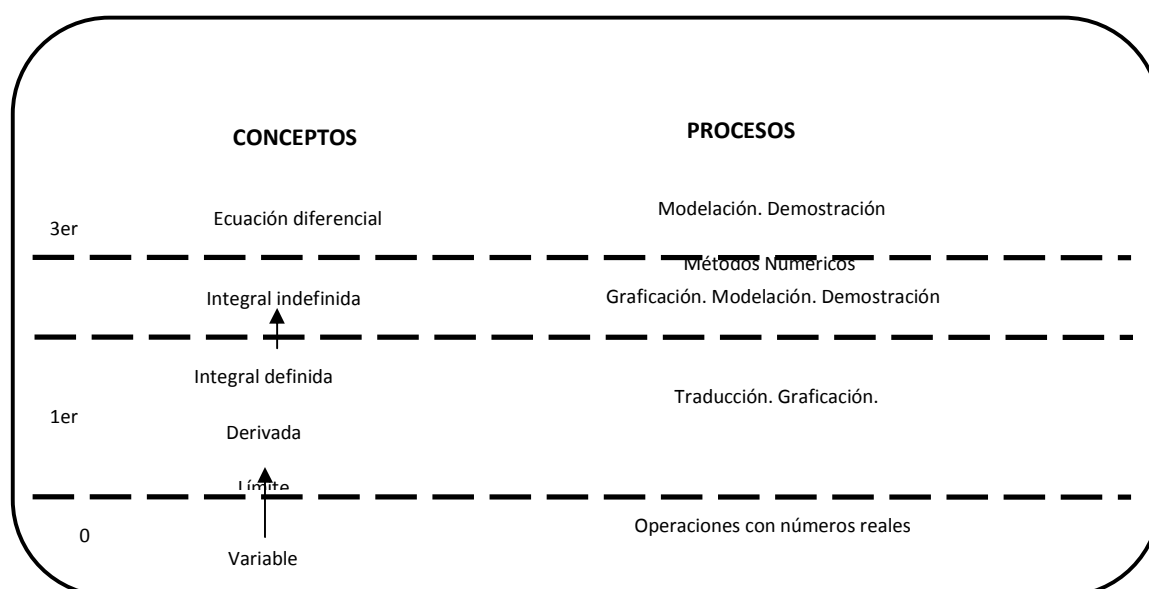 CONCEPTOS
PROCESOS
3er
Ecuación diferencial
Modelación. Demostración
Métodos Numéricos
Integral indefinida
Graficación. Modelación. Demostración
Integral definida
1er
Traducción. Graficación.
Derivada
Límite
0
Operaciones con números reales
Variable